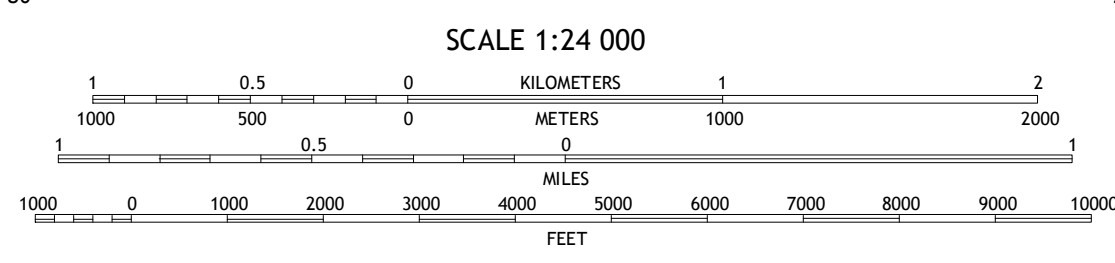 SCALE 1:24 000
1 0.5 0 KILOMETERS 1 2
1000 500 0 METERS 1000 2000
1 0.5 0 1
MILES
1000 0 1000 2000 3000 4000 5000 6000 7000 8000 9000 10000
FEET